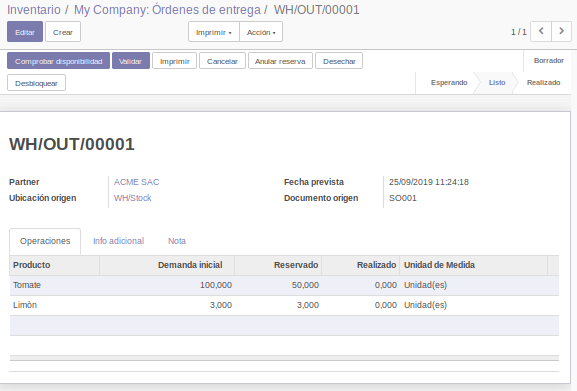 Inventario / My Company: Órdenes de entrega / WH/OUT/00001
Editar Crear Imprimir Acción 1 / 1
Comprobar disponibilidad Validar Imprimir Cancelar Anular reserva Desechar Borrador
Desbloquear Esperando Listo Realizado
WH/OUT/00001
Partner ACME SAC Fecha prevista 25/09/2019 11:24:18
Ubicación origen WH/Stock Documento origen SO001
Operaciones Info adicional Nota
Producto Demanda inicial Reservado Realizado Unidad de Medida
Tomate 100,000 50,000 0,000 Unidad(es)
Limón 3,000 3,000 0,000 Unidad(es)